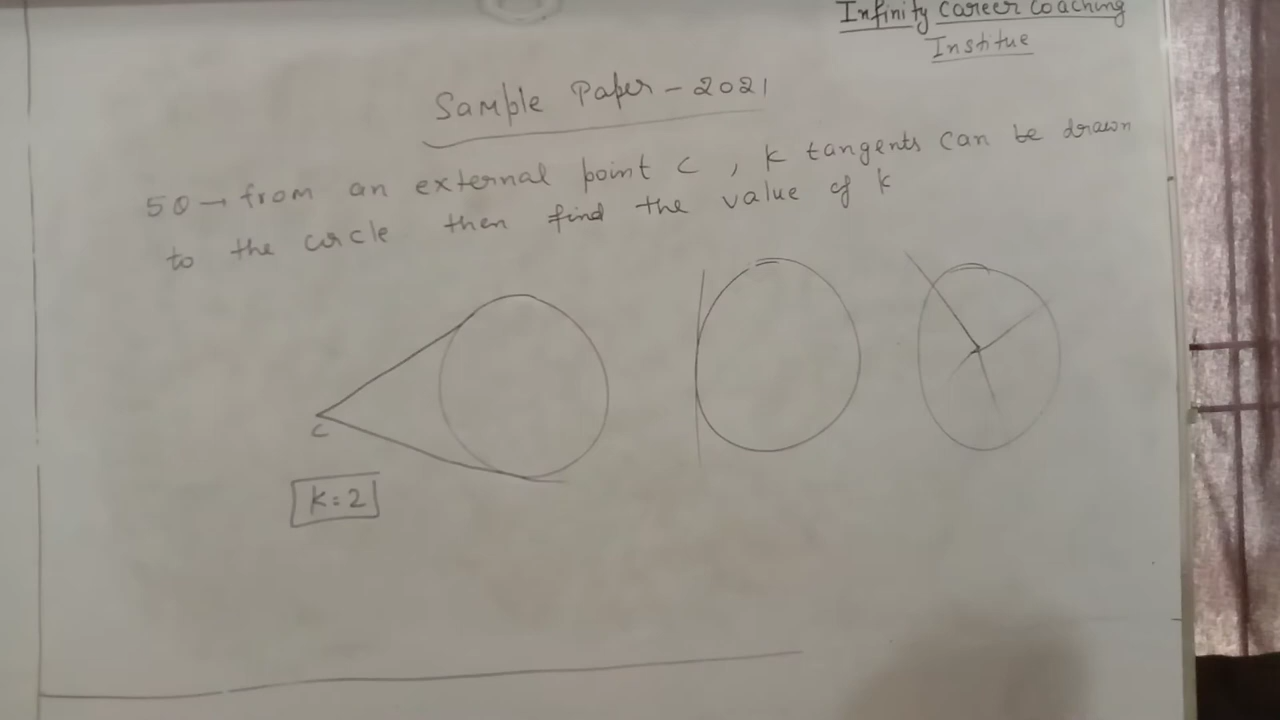 Infinity Career Coaching
Institue
Sample Paper - 2021
5Q→ from an external point C , K tangents can be drawn
to the circle then find the value of K
C
K=2